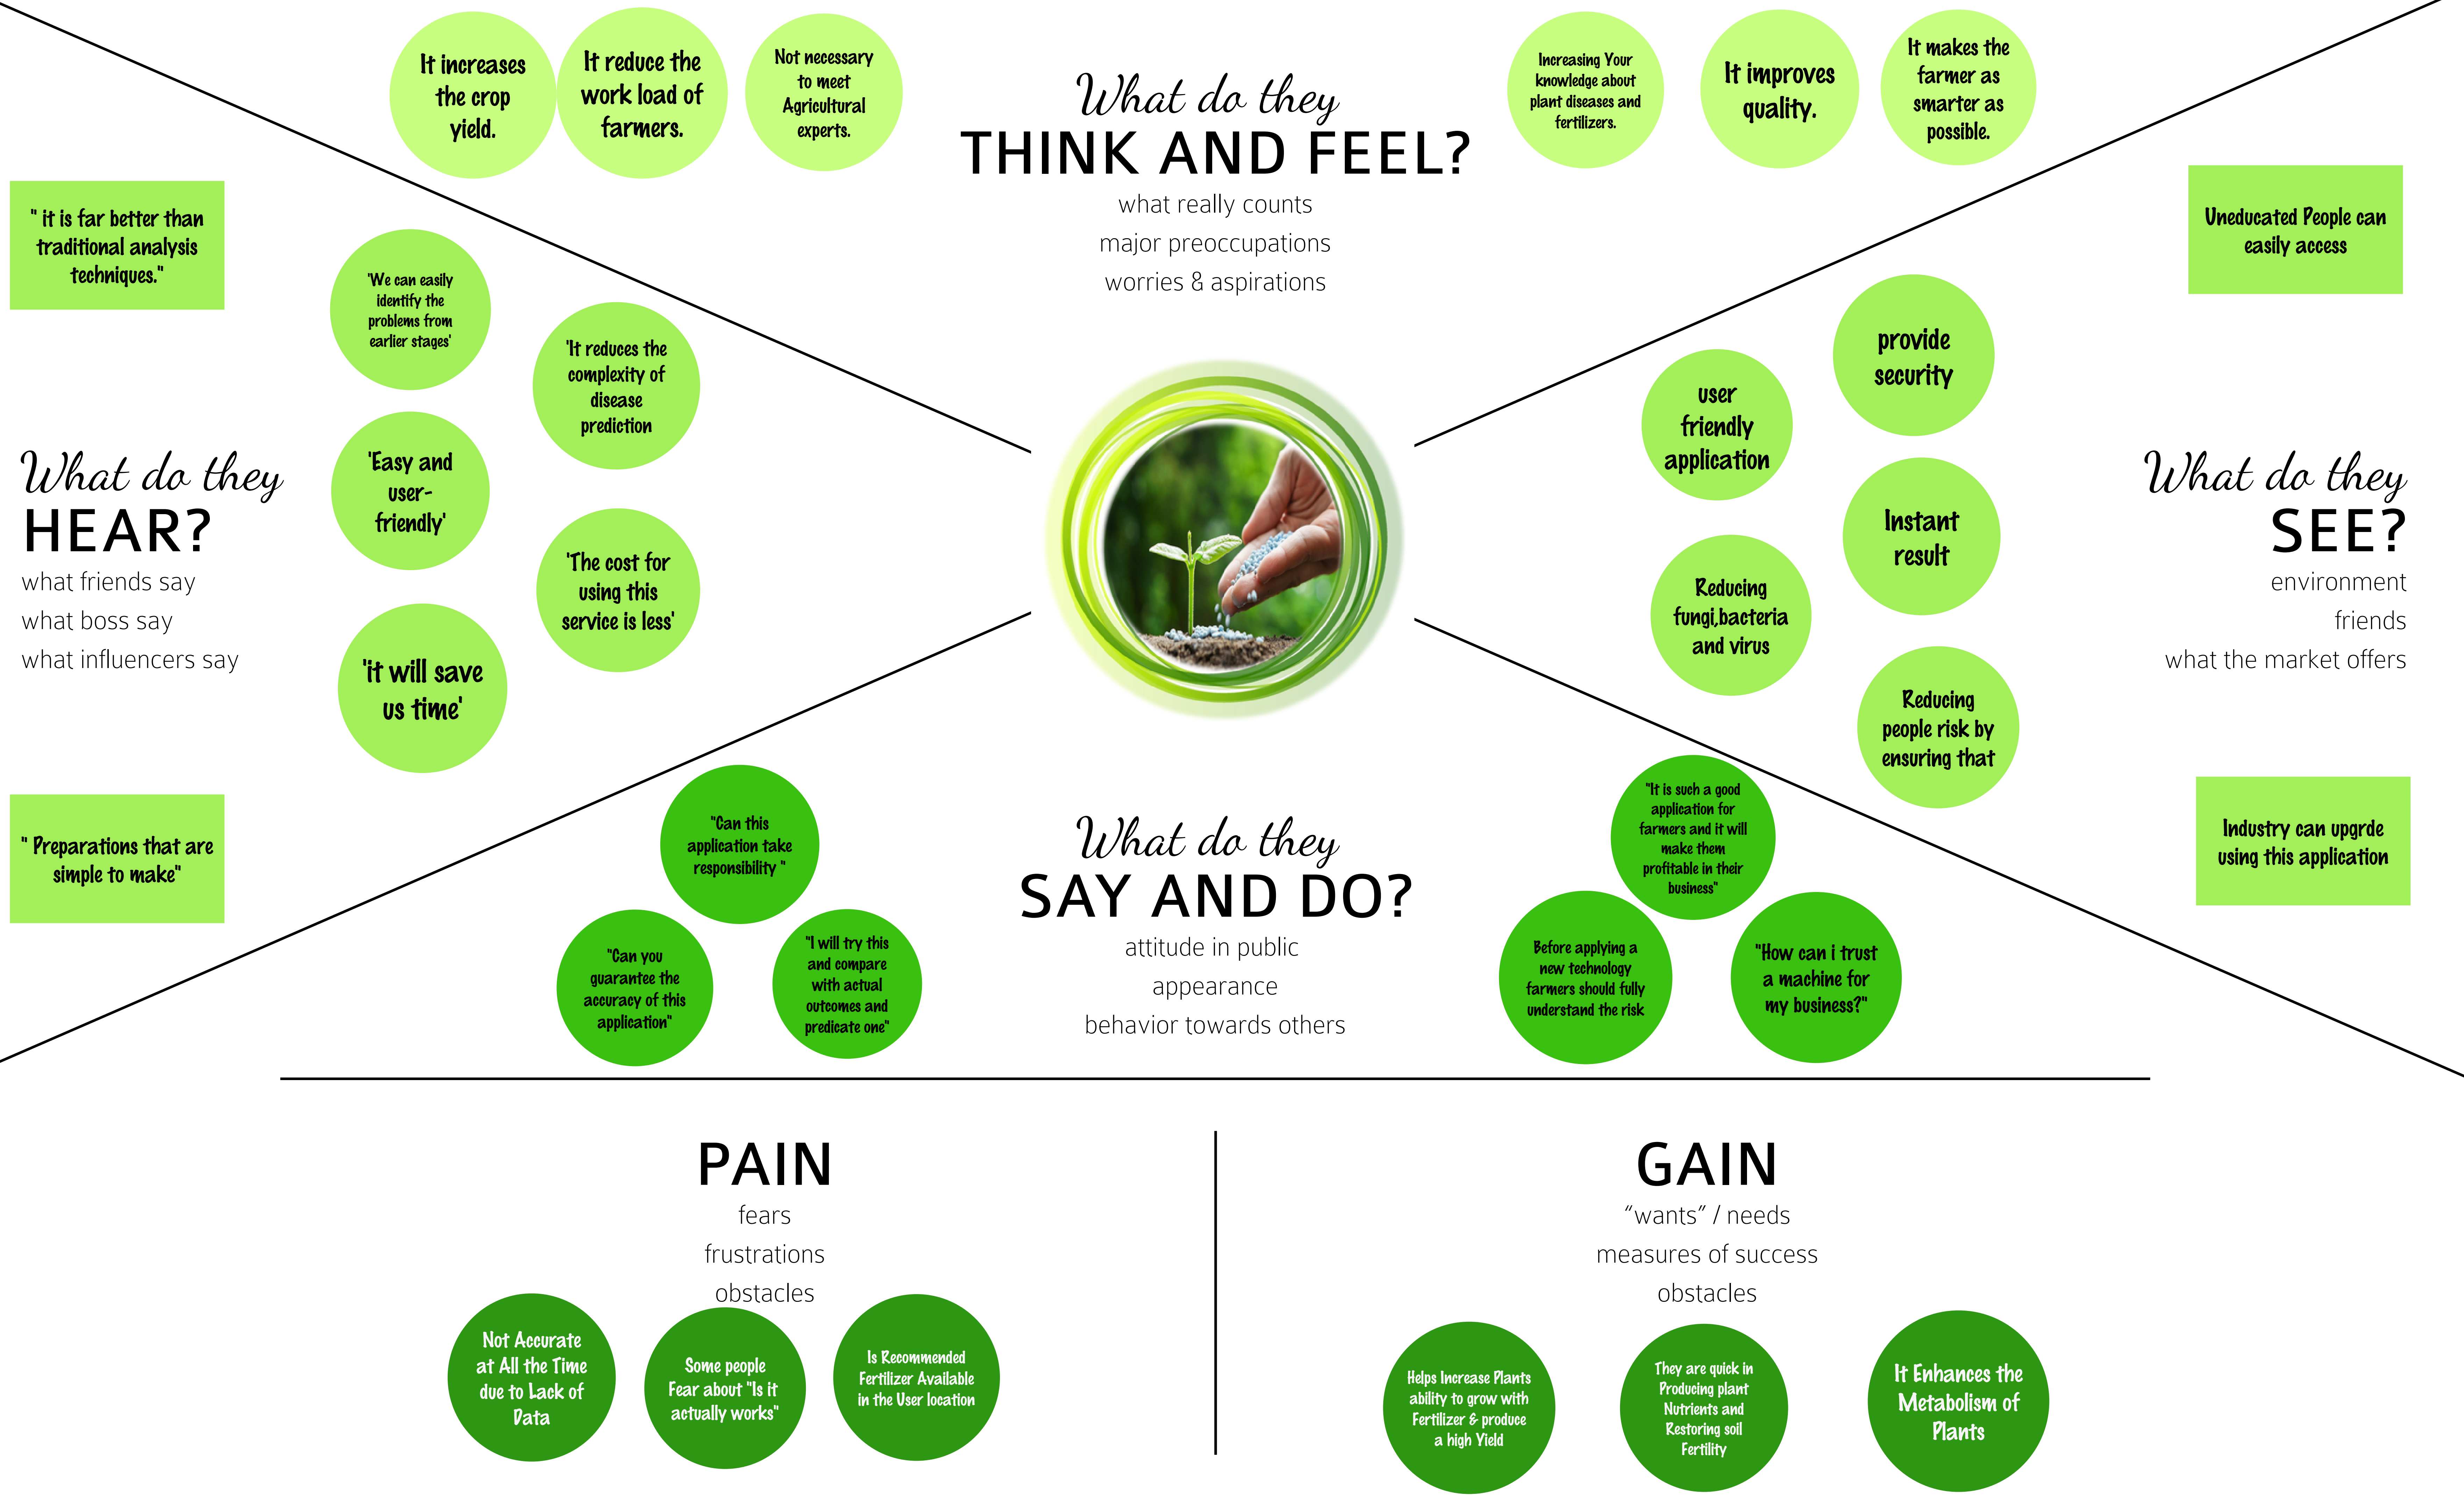 It increases
the crop
yield.
It reduce the
work load of
farmers.
Not necessary
to meet
Agricultural
experts.
What do they
THINK AND FEEL?
what really counts
major preoccupations
worries & aspirations
Increasing Your
knowledge about
plant diseases and
fertilizers.
It improves
quality.
It makes the
farmer as
smarter as
possible.
" it is far better than
traditional analysis
techniques."
'We can easily
identify the
problems from
earlier stages'
'It reduces the
complexity of
disease
prediction
What do they
HEAR?
what friends say
what boss say
what influencers say
'Easy and
user-
friendly'
'The cost for
using this
service is less'
'it will save
us time'
" Preparations that are
simple to make"
Uneducated People can
easily access
provide
security
user
friendly
application
Instant
result
Reducing
fungi,bacteria
and virus
Reducing
people risk by
ensuring that
What do they
SEE?
environment
friends
what the market offers
Industry can upgrde
using this application
"Can this
application take
responsibility "
"Can you
guarantee the
accuracy of this
application"
"I will try this
and compare
with actual
outcomes and
predicate one"
What do they
SAY AND DO?
attitude in public
appearance
behavior towards others
"It is such a good
application for
farmers and it will
make them
profitable in their
business"
Before applying a
new technology
farmers should fully
understand the risk
"How can i trust
a machine for
my business?"
PAIN
fears
frustrations
obstacles
Not Accurate
at All the Time
due to Lack of
Data
Some people
Fear about "Is it
actually works"
Is Recommended
Fertilizer Available
in the User location
GAIN
“wants” / needs
measures of success
obstacles
Helps Increase Plants
ability to grow with
Fertilizer & produce
a high Yield
They are quick in
Producing plant
Nutrients and
Restoring soil
Fertility
It Enhances the
Metabolism of
Plants